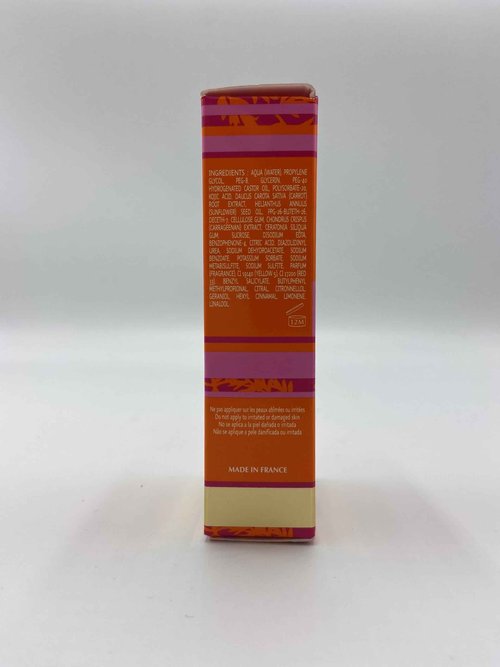 INGREDIENTS : AQUA (WATER) PROPYLENE
GLYCOL, PEG-8, GLYCERIN, PEG-40
HYDROGENATED CASTOR OIL, POLYSORBATE-20,
KOJIC ACID, DAUCUS CAROTA SATIVA (CARROT)
ROOT EXTRACT, HELIANTHUS ANNUUS
(SUNFLOWER) SEED OIL, PPG-26-BUTETH-26,
DECETH-7, CELLULOSE GUM, CHONDRUS CRISPUS
(CARRAGEENAN) EXTRACT, CERATONIA SILIQUA
GUM, SUCROSE, DISODIUM EDTA,
BENZOPHENONE-4, CITRIC ACID, DIAZOLIDINYL
UREA, SODIUM DEHYDROACETATE, SODIUM
BENZOATE, POTASSIUM SORBATE, SODIUM
METABISULFITE, SODIUM SULFITE, PARFUM
(FRAGRANCE), CI 19140 (YELLOW 5), CI 17200 (RED
33), BENZYL SALICYLATE, BUTYLPHENYL
METHYLPROPIONAL, CITRAL, CITRONNELLOL,
GERANIOL, HEXYL CINNAMAL, LIMONENE,
LINALOOL.
12M
Ne pas appliquer sur les peaux abîmées ou irritées
Do not apply to irritated or damaged skin
No se aplica a la piel dañada o irritada
Não se aplique a pele danificada ou irritada
MADE IN FRANCE